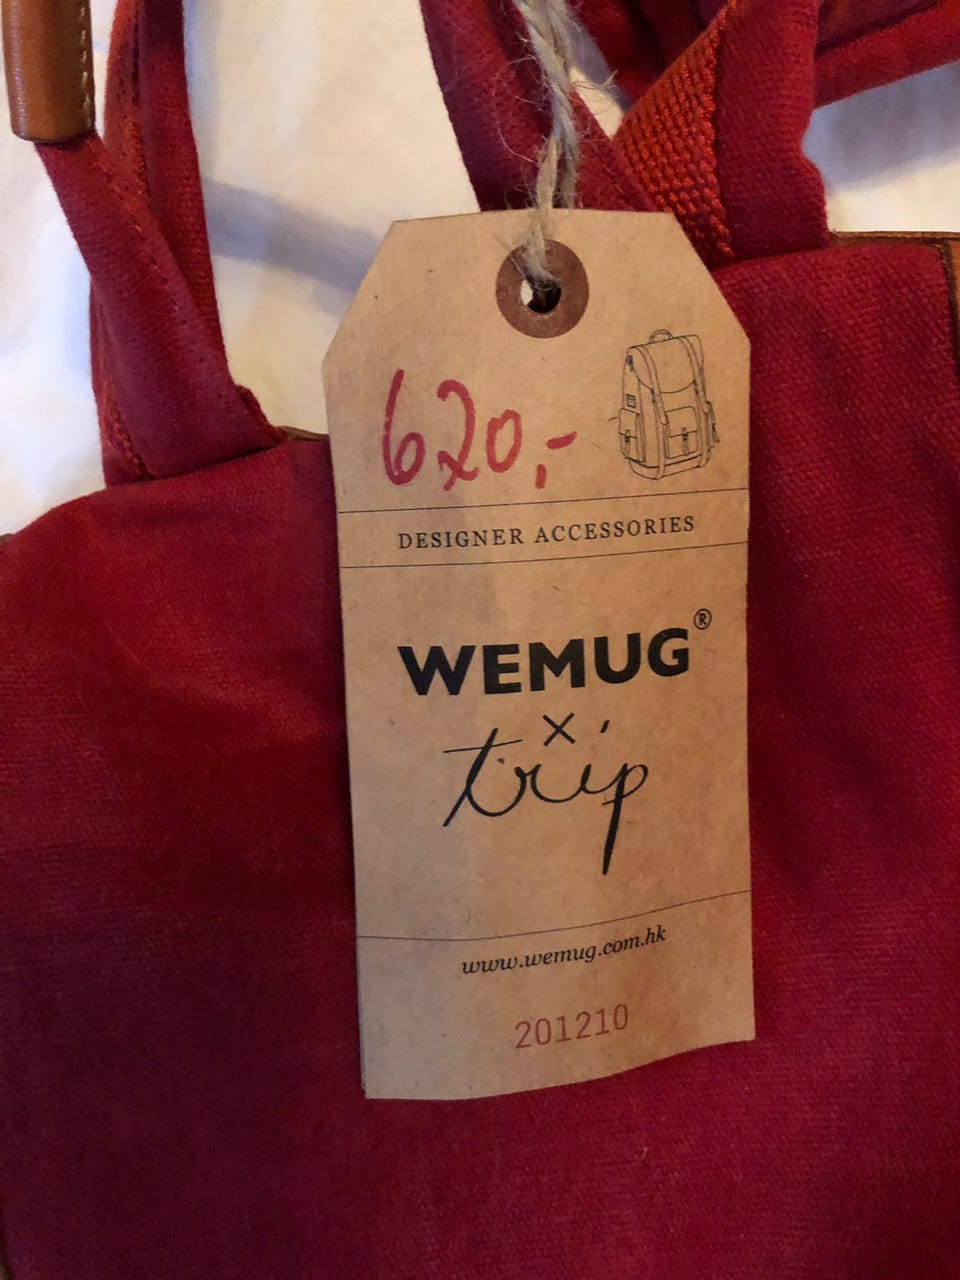 620,-
DESIGNER ACCESSORIES
WEMUG®
×
trip
www.wemug.com.hk
201210